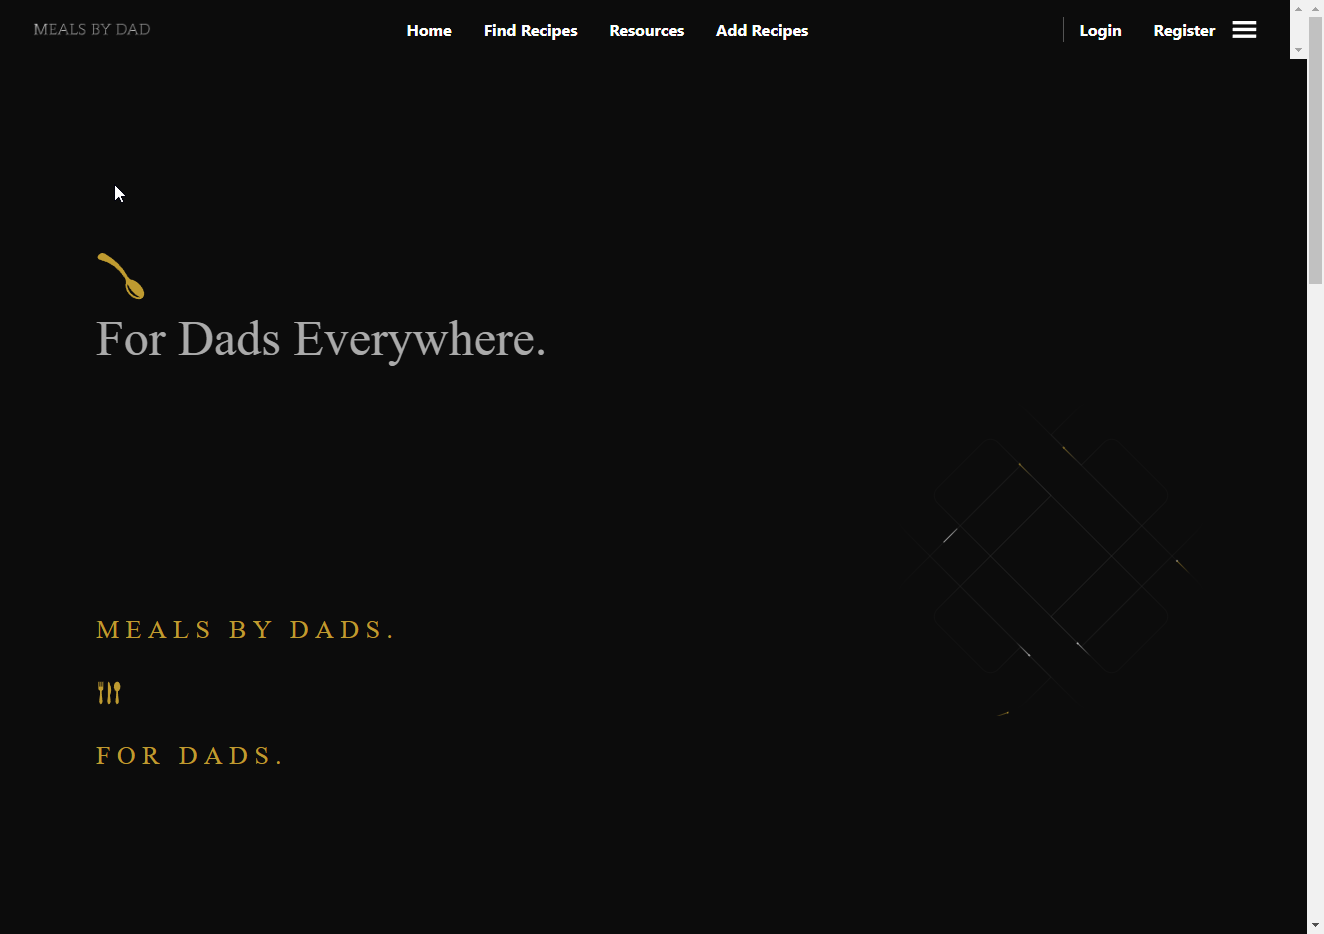 MEALS BY DAD
Home Find Recipes Resources Add Recipes Login Register
For Dads Everywhere.
MEALS BY DADS.
FOR DADS.